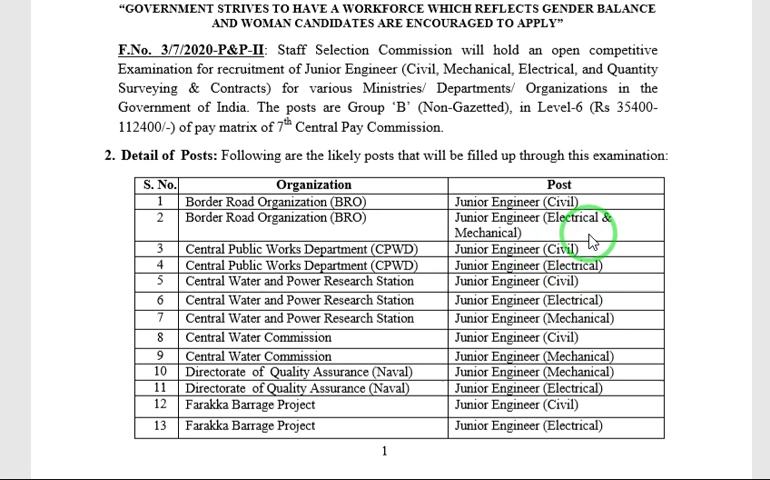 “GOVERNMENT STRIVES TO HAVE A WORKFORCE WHICH REFLECTS GENDER BALANCE
AND WOMAN CANDIDATES ARE ENCOURAGED TO APPLY”
F.No. 3/7/2020-P&P-II: Staff Selection Commission will hold an open competitive
Examination for recruitment of Junior Engineer (Civil, Mechanical, Electrical, and Quantity
Surveying & Contracts) for various Ministries/ Departments/ Organizations in the
Government of India. The posts are Group ‘B’ (Non-Gazetted), in Level-6 (Rs 35400-
112400/-) of pay matrix of 7th Central Pay Commission.
2. Detail of Posts: Following are the likely posts that will be filled up through this examination:
S. No. Organization Post
1 Border Road Organization (BRO) Junior Engineer (Civil)
2 Border Road Organization (BRO) Junior Engineer (Electrical &
Mechanical)
3 Central Public Works Department (CPWD) Junior Engineer (Civil)
4 Central Public Works Department (CPWD) Junior Engineer (Electrical)
5 Central Water and Power Research Station Junior Engineer (Civil)
6 Central Water and Power Research Station Junior Engineer (Electrical)
7 Central Water and Power Research Station Junior Engineer (Mechanical)
8 Central Water Commission Junior Engineer (Civil)
9 Central Water Commission Junior Engineer (Mechanical)
10 Directorate of Quality Assurance (Naval) Junior Engineer (Mechanical)
11 Directorate of Quality Assurance (Naval) Junior Engineer (Electrical)
12 Farakka Barrage Project Junior Engineer (Civil)
13 Farakka Barrage Project Junior Engineer (Electrical)
1